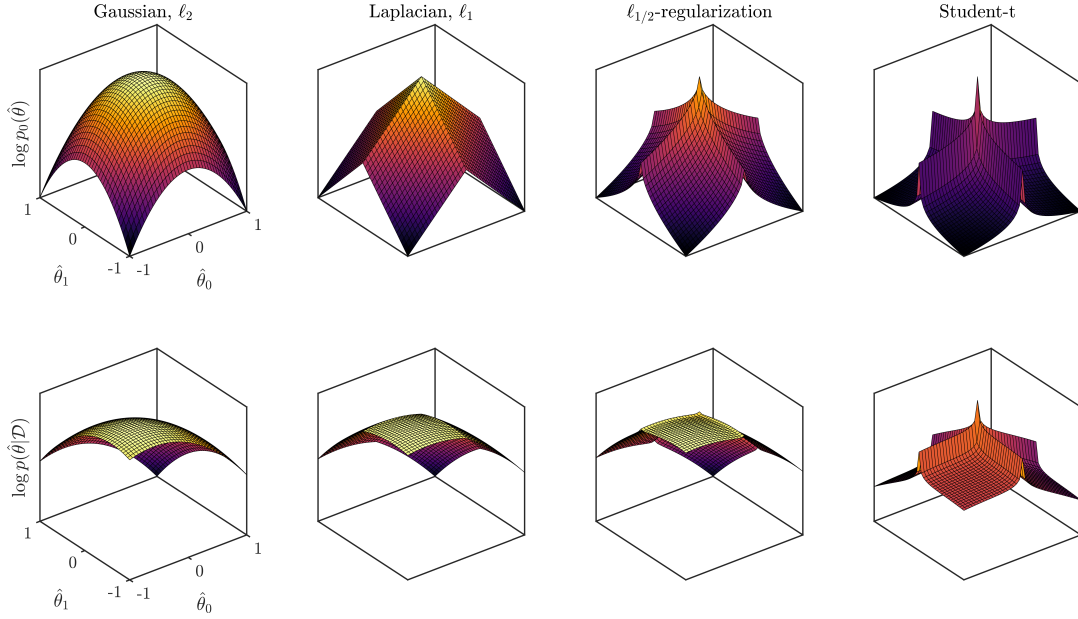 Gaussian, ℓ₂
Laplacian, ℓ₁
ℓ₁/₂-regularization
Student-t
log p₀(θ̂)
1
0
-1
θ̂₁
-1
0
1
θ̂₀
log p(θ̂|𝒟)
1
0
-1
θ̂₁
-1
0
1
θ̂₀